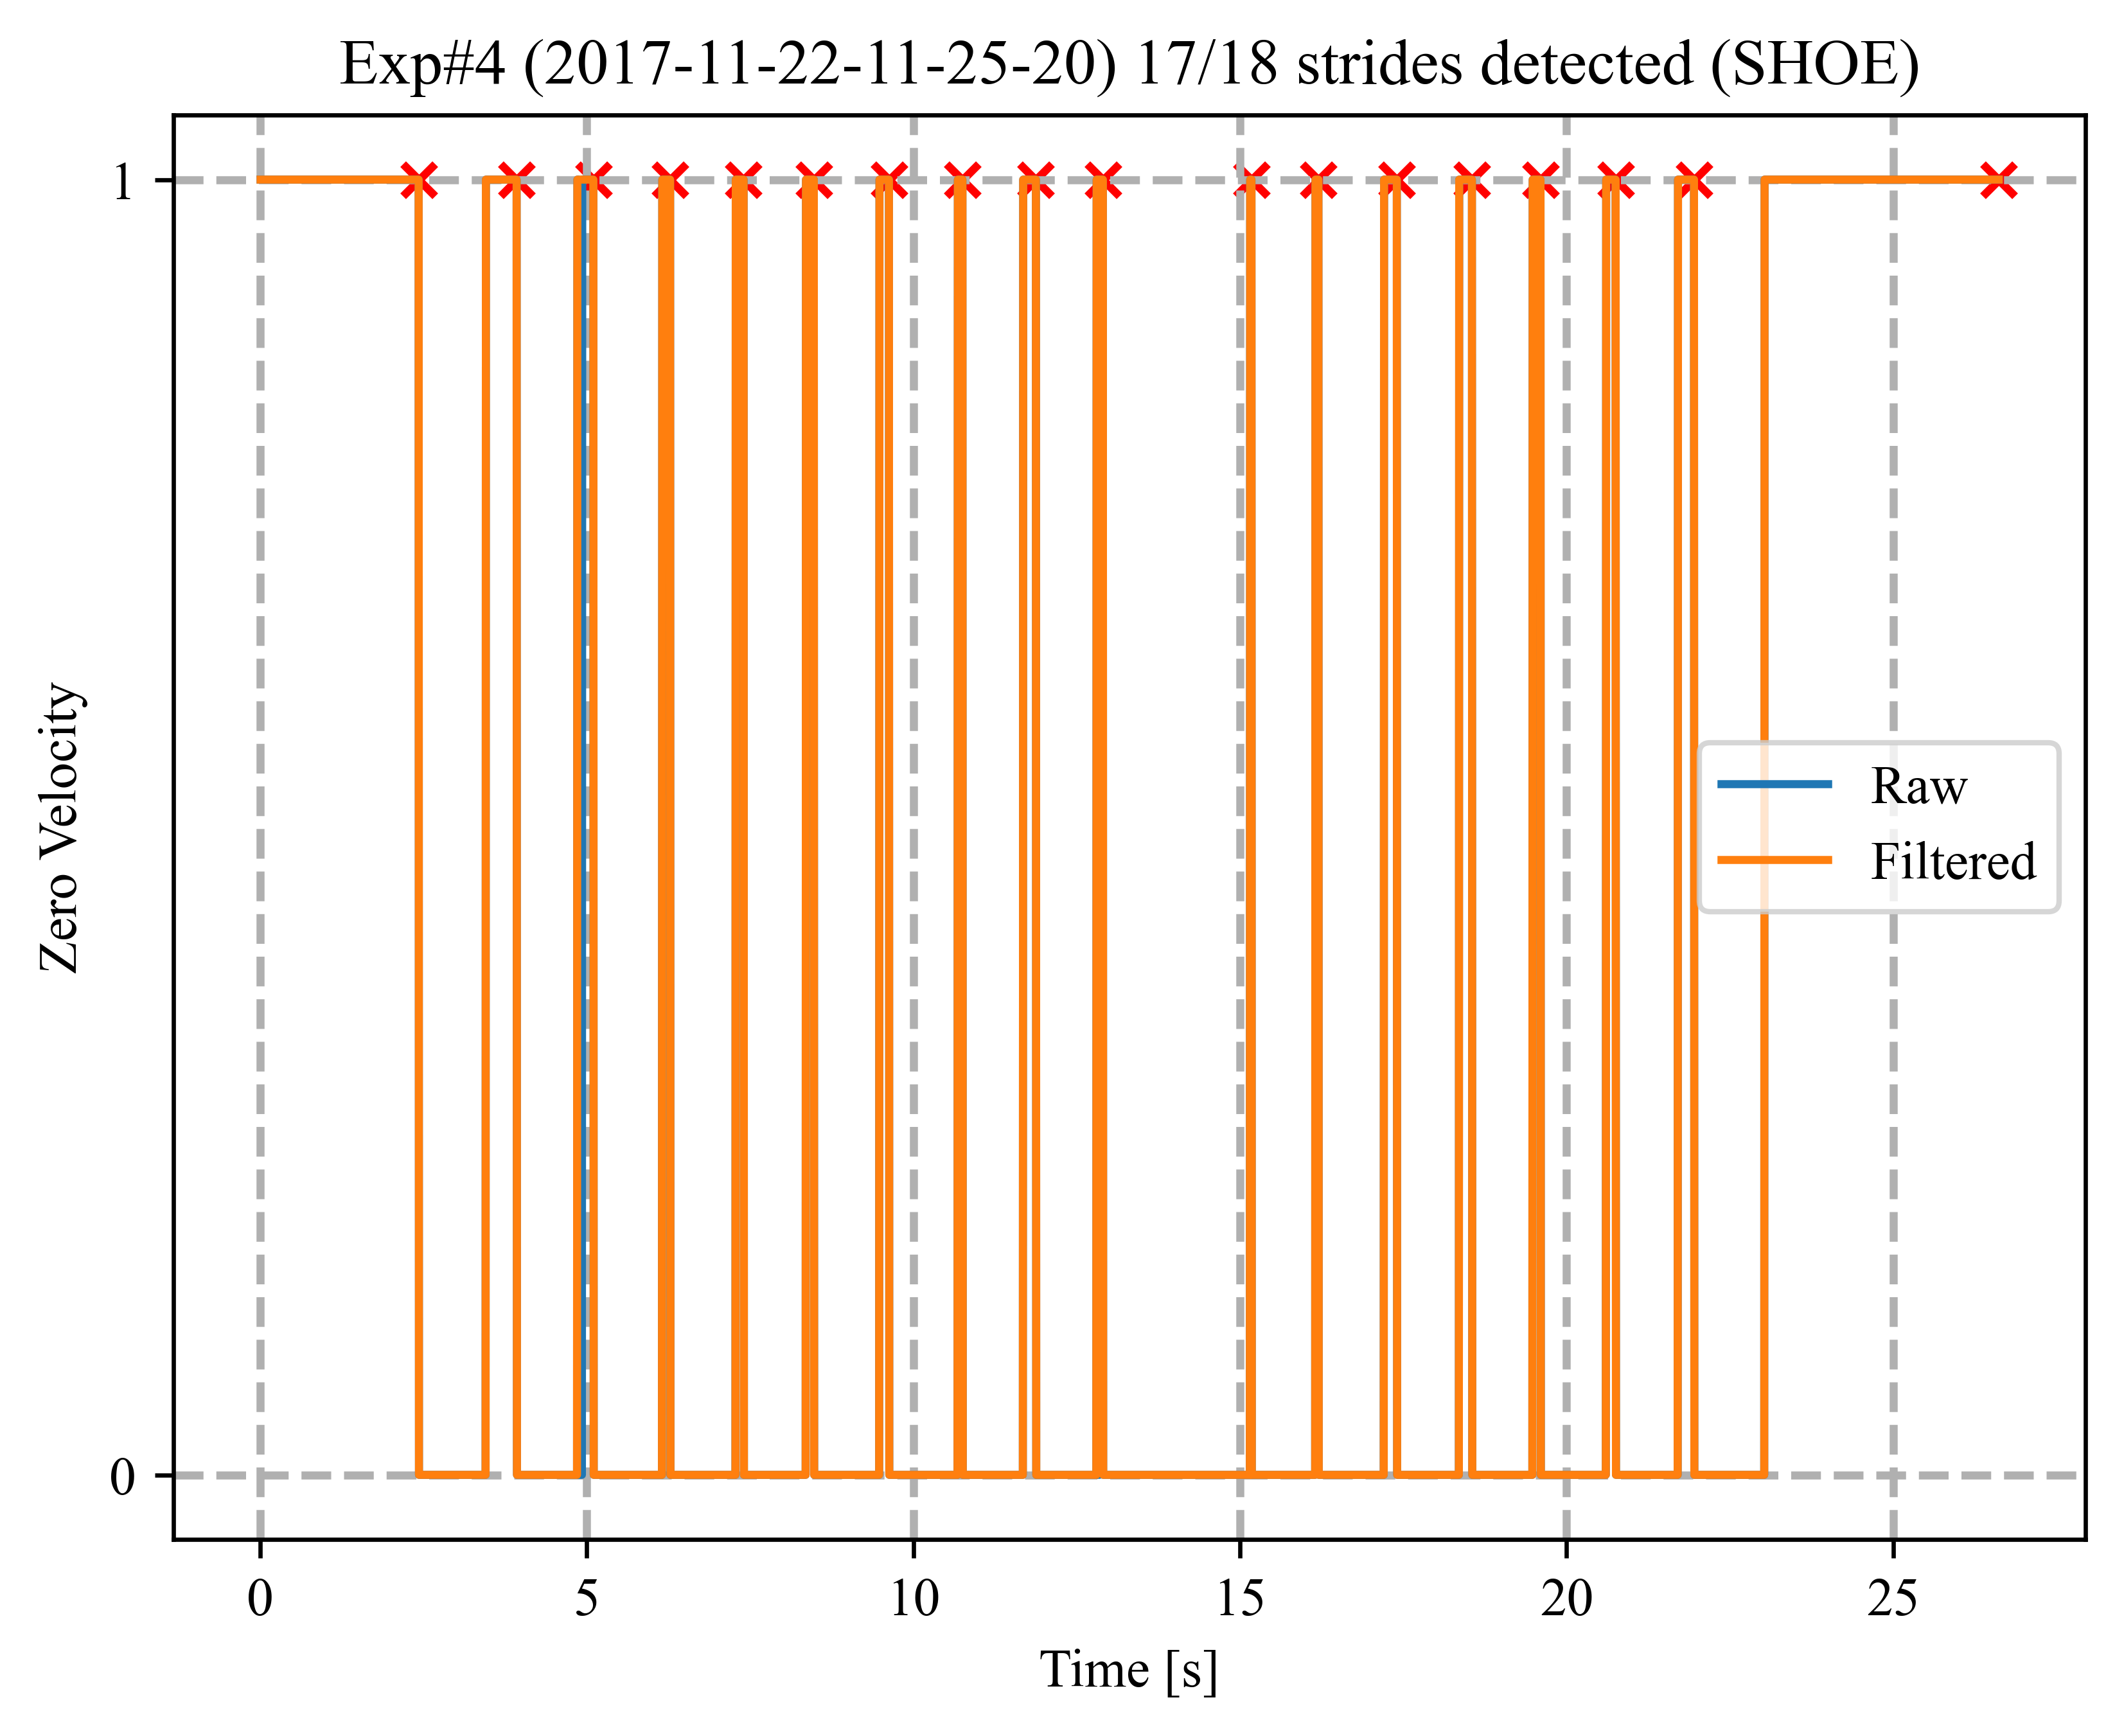 Exp#4 (2017-11-22-11-25-20) 17/18 strides detected (SHOE)
1
Zero Velocity
Raw
Filtered
0
0 5 10 15 20 25
Time [s]